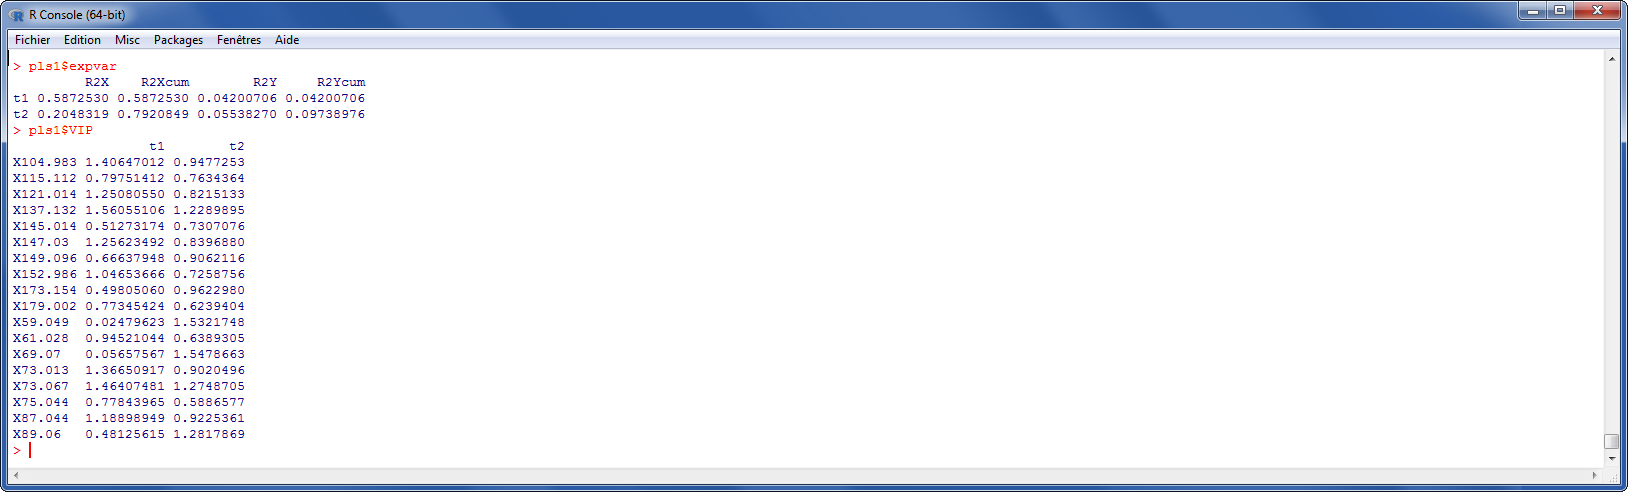 R Console (64-bit)
Fichier Edition Misc Packages Fenêtres Aide
> pls1$expvar
R2X R2Xcum R2Y R2Ycum
t1 0.5872530 0.5872530 0.04200706 0.04200706
t2 0.2048319 0.7920849 0.05538270 0.09738976
> pls1$VIP
t1 t2
X104.983 1.40647012 0.9477253
X115.112 0.79751412 0.7634364
X121.014 1.25080550 0.8215133
X137.132 1.56055106 1.2289895
X145.014 0.51273174 0.7307076
X147.03 1.25623492 0.8396880
X149.096 0.66637948 0.9062116
X152.986 1.04653666 0.7258756
X173.154 0.49805060 0.9622980
X179.002 0.77345424 0.6239404
X59.049 0.02479623 1.5321748
X61.028 0.94521044 0.6389305
X69.07 0.05657567 1.5478663
X73.013 1.36650917 0.9020496
X73.067 1.46407481 1.2748705
X75.044 0.77843965 0.5886577
X87.044 1.18898949 0.9225361
X89.06 0.48125615 1.2817869
>